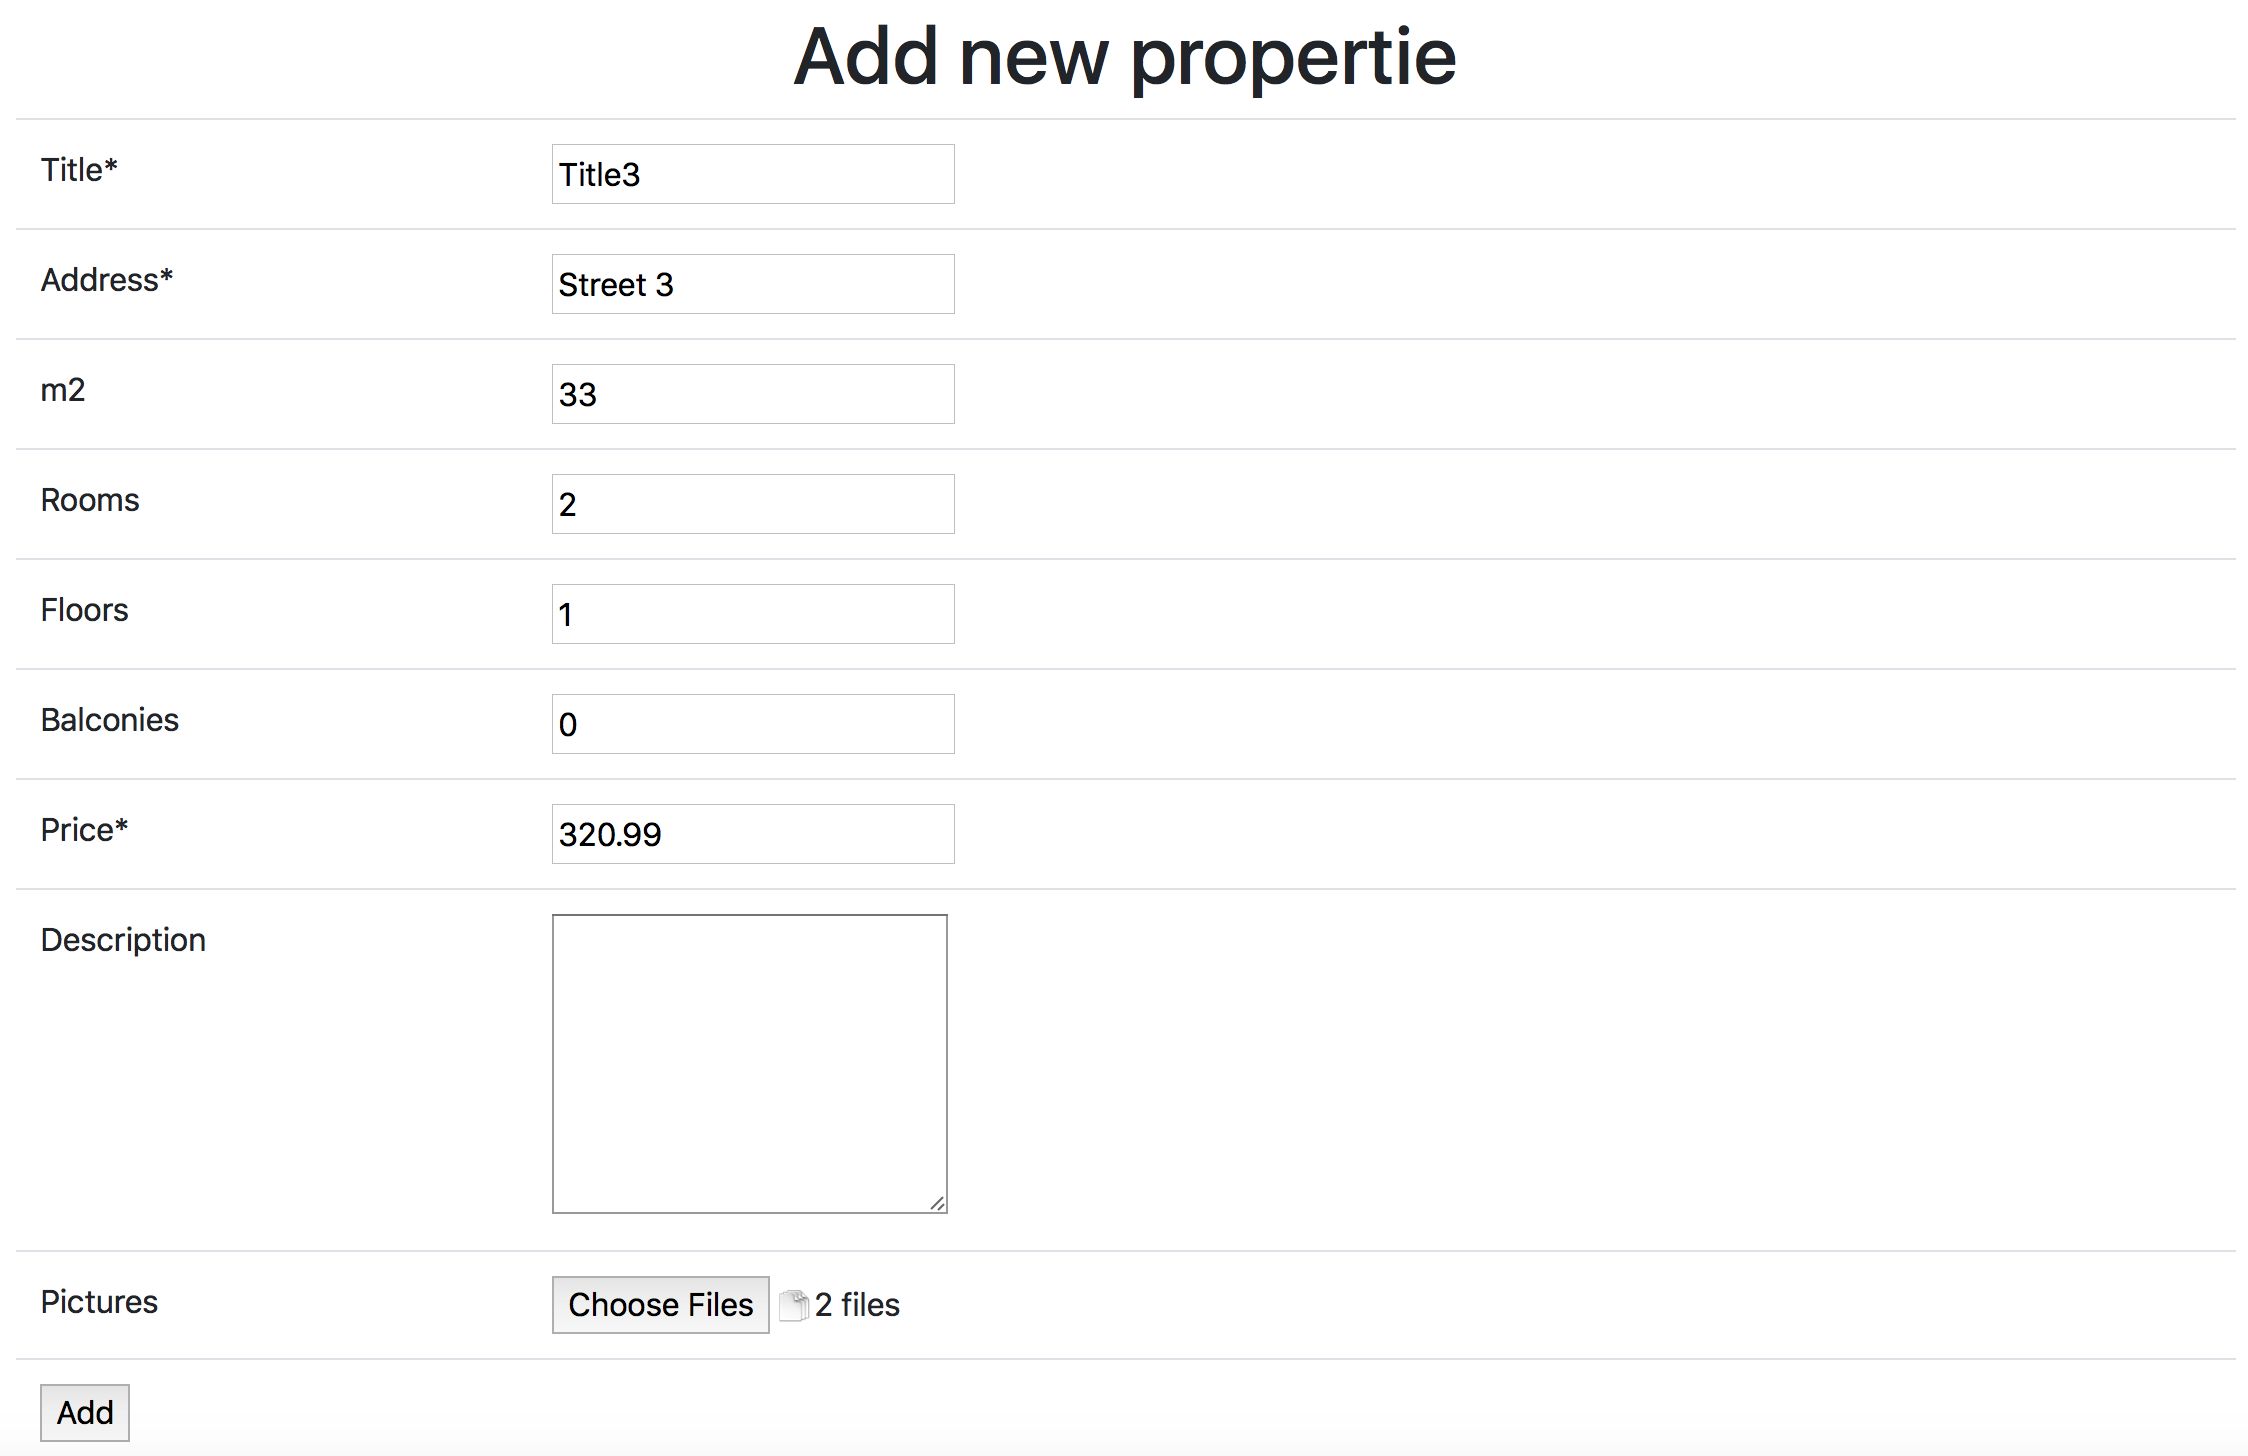 Add new propertie
Title* Title3
Address* Street 3
m2 33
Rooms 2
Floors 1
Balconies 0
Price* 320.99
Description
Pictures Choose Files 2 files
Add